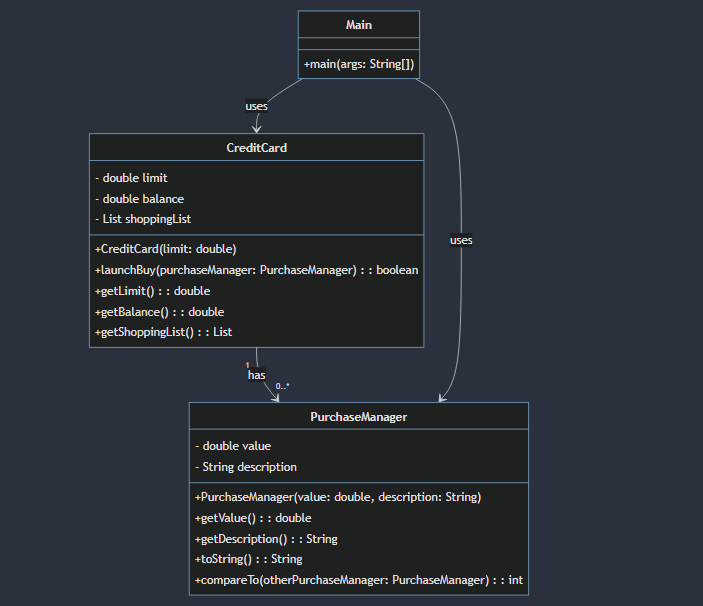 Main
+main(args: String[])
uses
CreditCard
- double limit
- double balance
- List shoppingList
+CreditCard(limit: double)
+launchBuy(purchaseManager: PurchaseManager) : : boolean
+getLimit() : : double
+getBalance() : : double
+getShoppingList() : : List
uses
1
has
0..*
PurchaseManager
- double value
- String description
+PurchaseManager(value: double, description: String)
+getValue() : : double
+getDescription() : : String
+toString() : : String
+compareTo(otherPurchaseManager: PurchaseManager) : : int